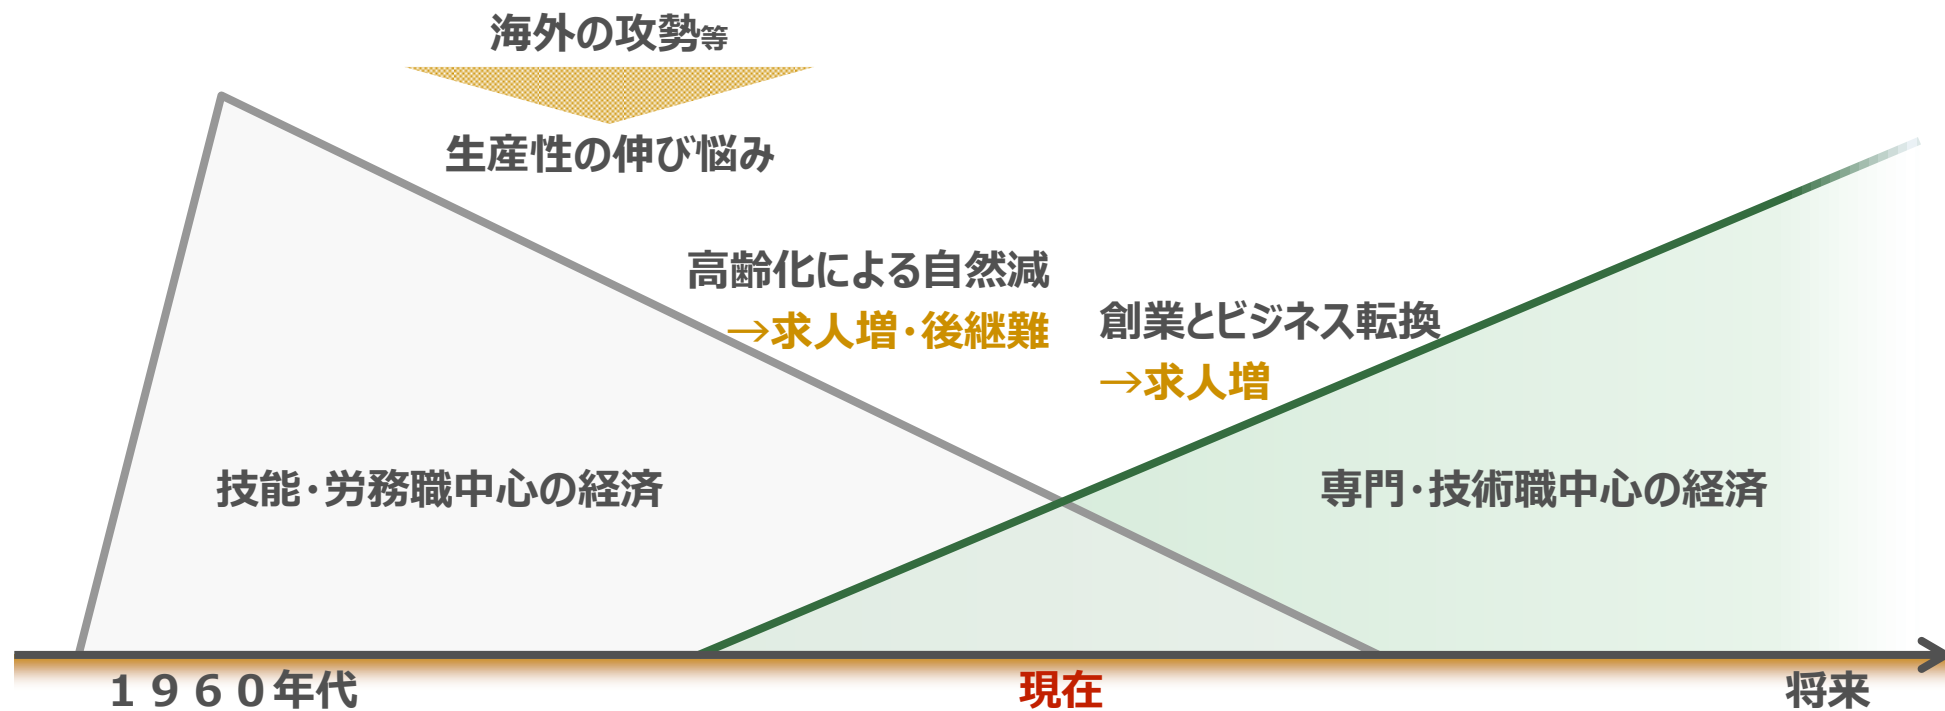 海外の攻勢等
生産性の伸び悩み
高齢化による自然減
→求人増・後継難
創業とビジネス転換
→求人増
技能・労務職中心の経済
専門・技術職中心の経済
１９６０年代
現在
将来